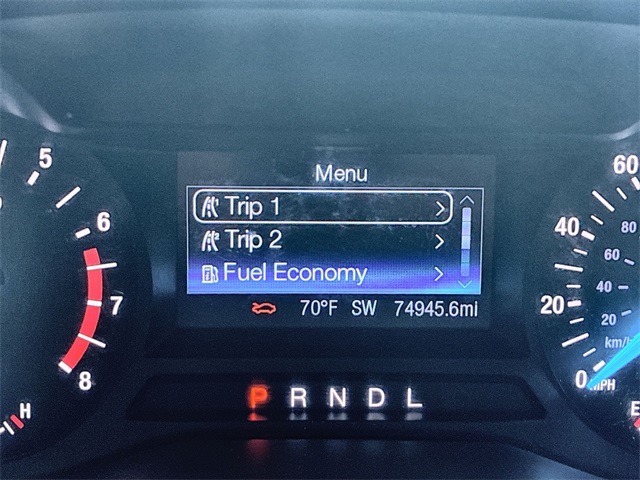 Menu
Trip 1
Trip 2
Fuel Economy
70°F SW 74945.6mi
P R N D L
5
6
7
8
H
60
40
20
0
MPH
80
60
40
20
km/h
E